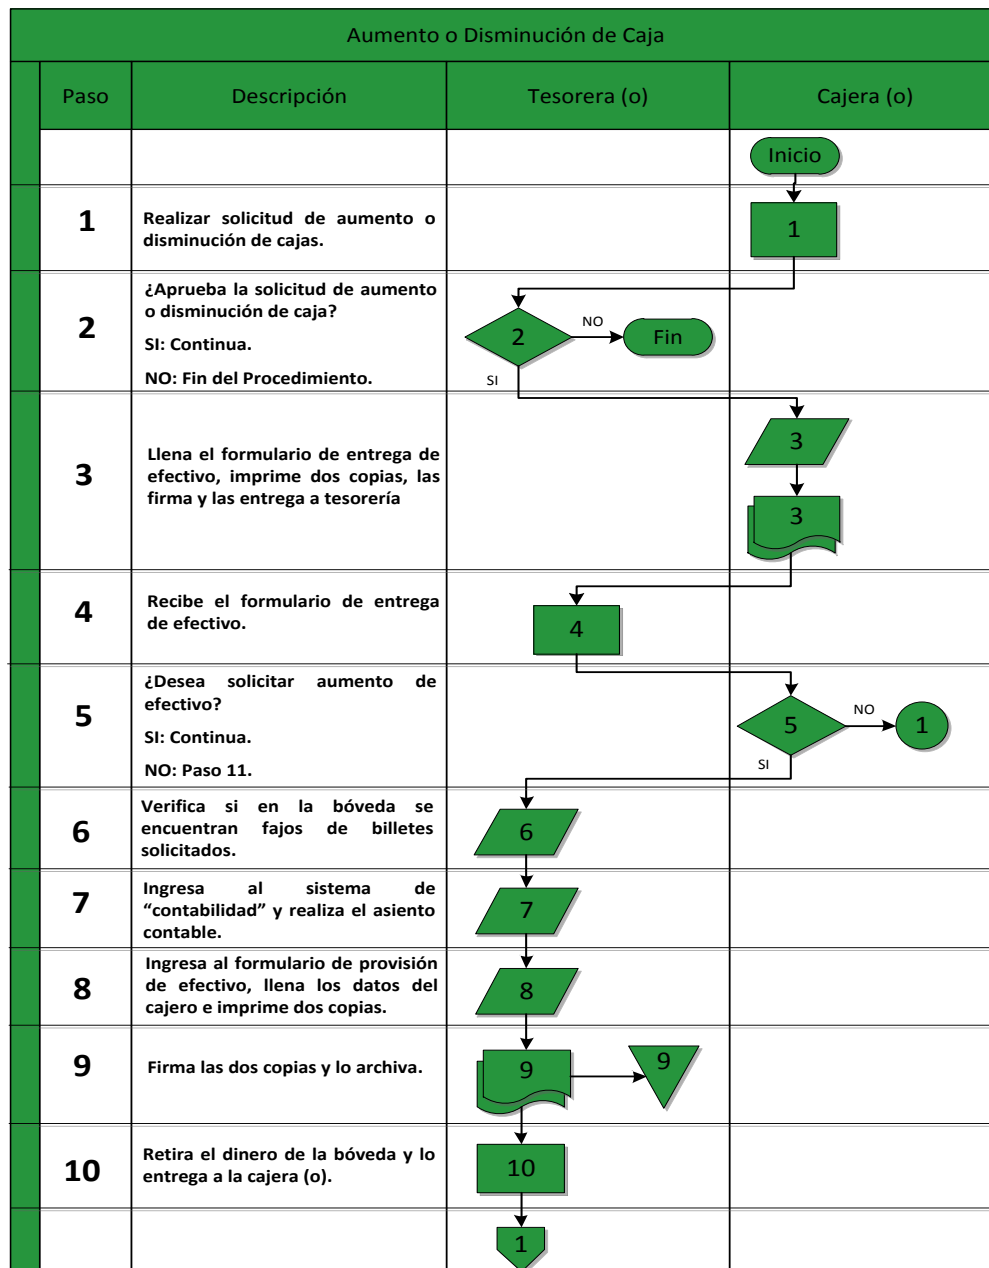 Aumento o Disminución de Caja
Paso
Descripción
Tesorera (o)
Cajera (o)
Inicio
1
Realizar solicitud de aumento o
disminución de cajas.
1
2
¿Aprueba la solicitud de aumento
o disminución de caja?
SI: Continua.
NO: Fin del Procedimiento.
2
NO
Fin
SI
3
Llena el formulario de entrega de
efectivo, imprime dos copias, las
firma y las entrega a tesorería
3
3
4
Recibe el formulario de entrega
de efectivo.
4
5
¿Desea solicitar aumento de
efectivo?
SI: Continua.
NO: Paso 11.
5
NO
1
SI
6
Verifica si en la bóveda se
encuentran fajos de billetes
solicitados.
6
7
Ingresa al sistema de
“contabilidad” y realiza el asiento
contable.
7
8
Ingresa al formulario de provisión
de efectivo, llena los datos del
cajero e imprime dos copias.
8
9
Firma las dos copias y lo archiva.
9
9
10
Retira el dinero de la bóveda y lo
entrega a la cajera (o).
10
1